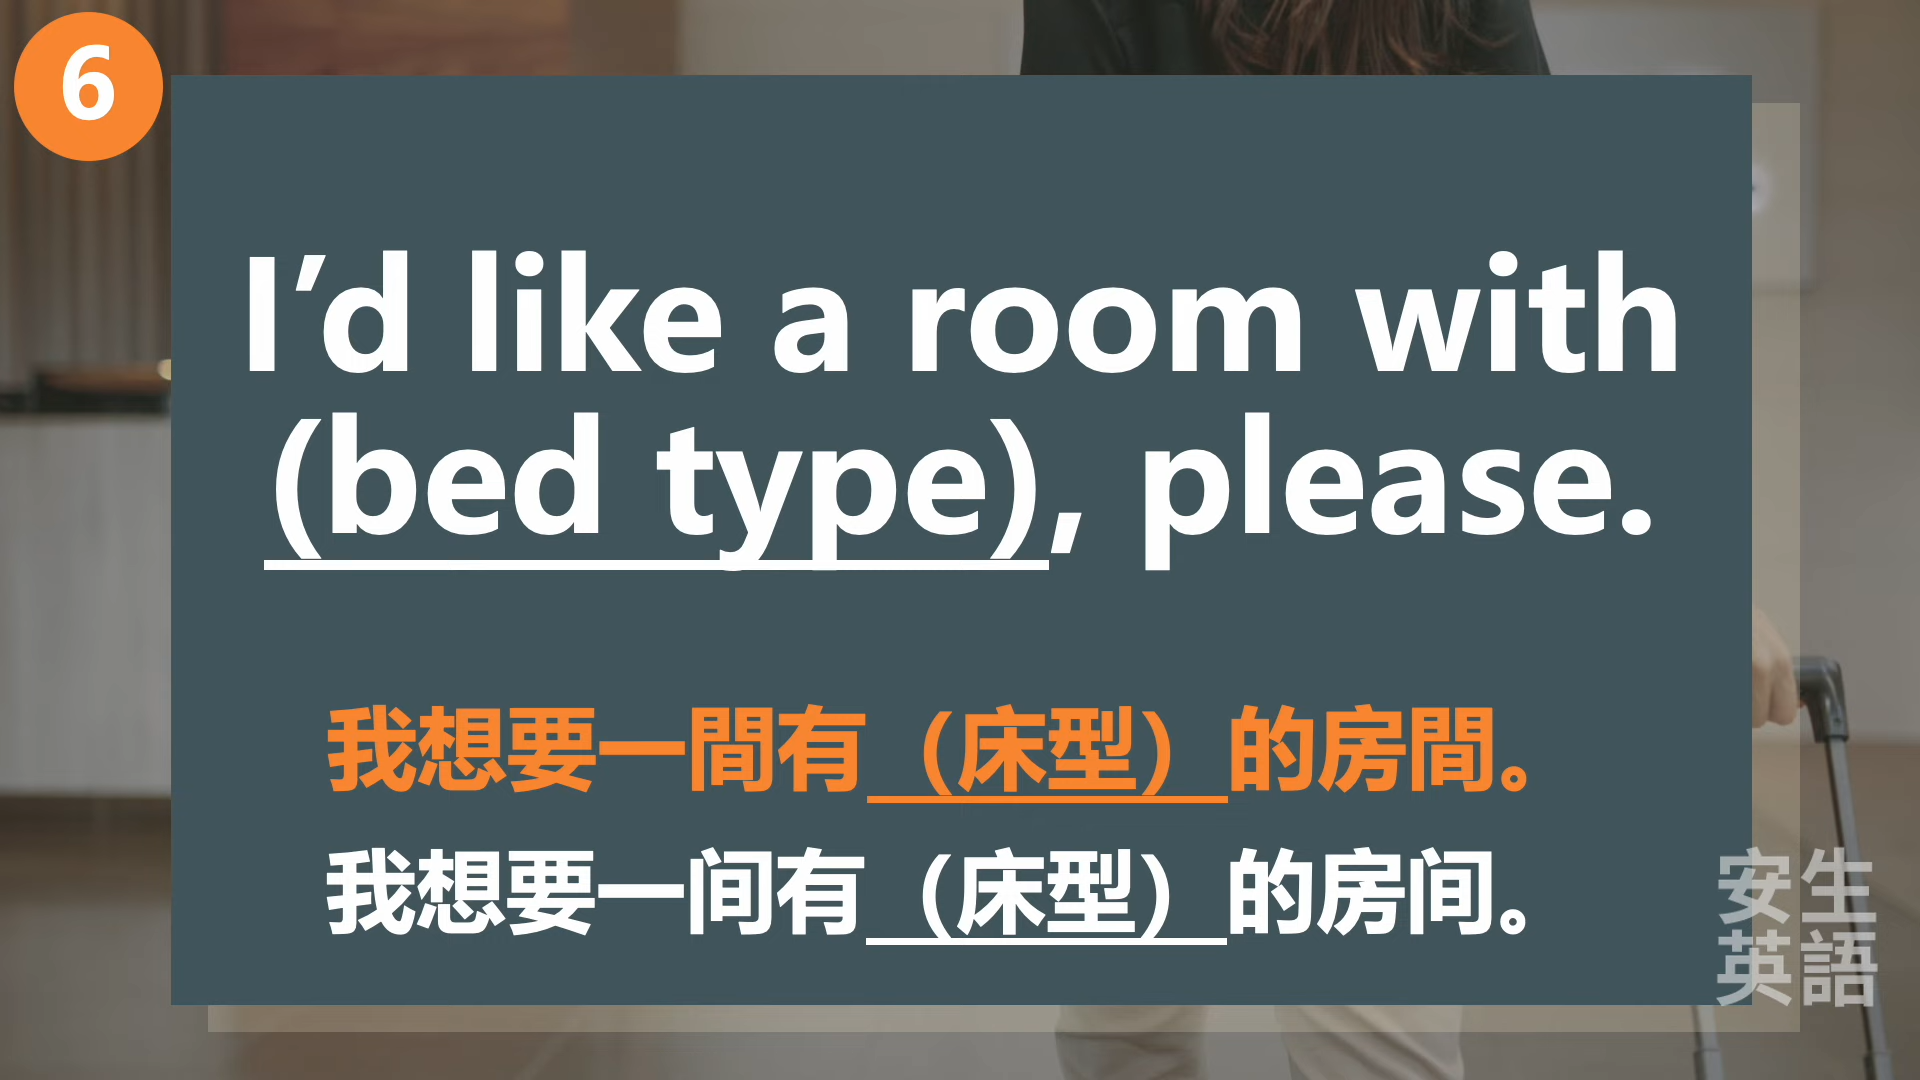 6
I’d like a room with
(bed type), please.
我想要一間有（床型）的房間。
我想要一间有（床型）的房间。
安生
英語